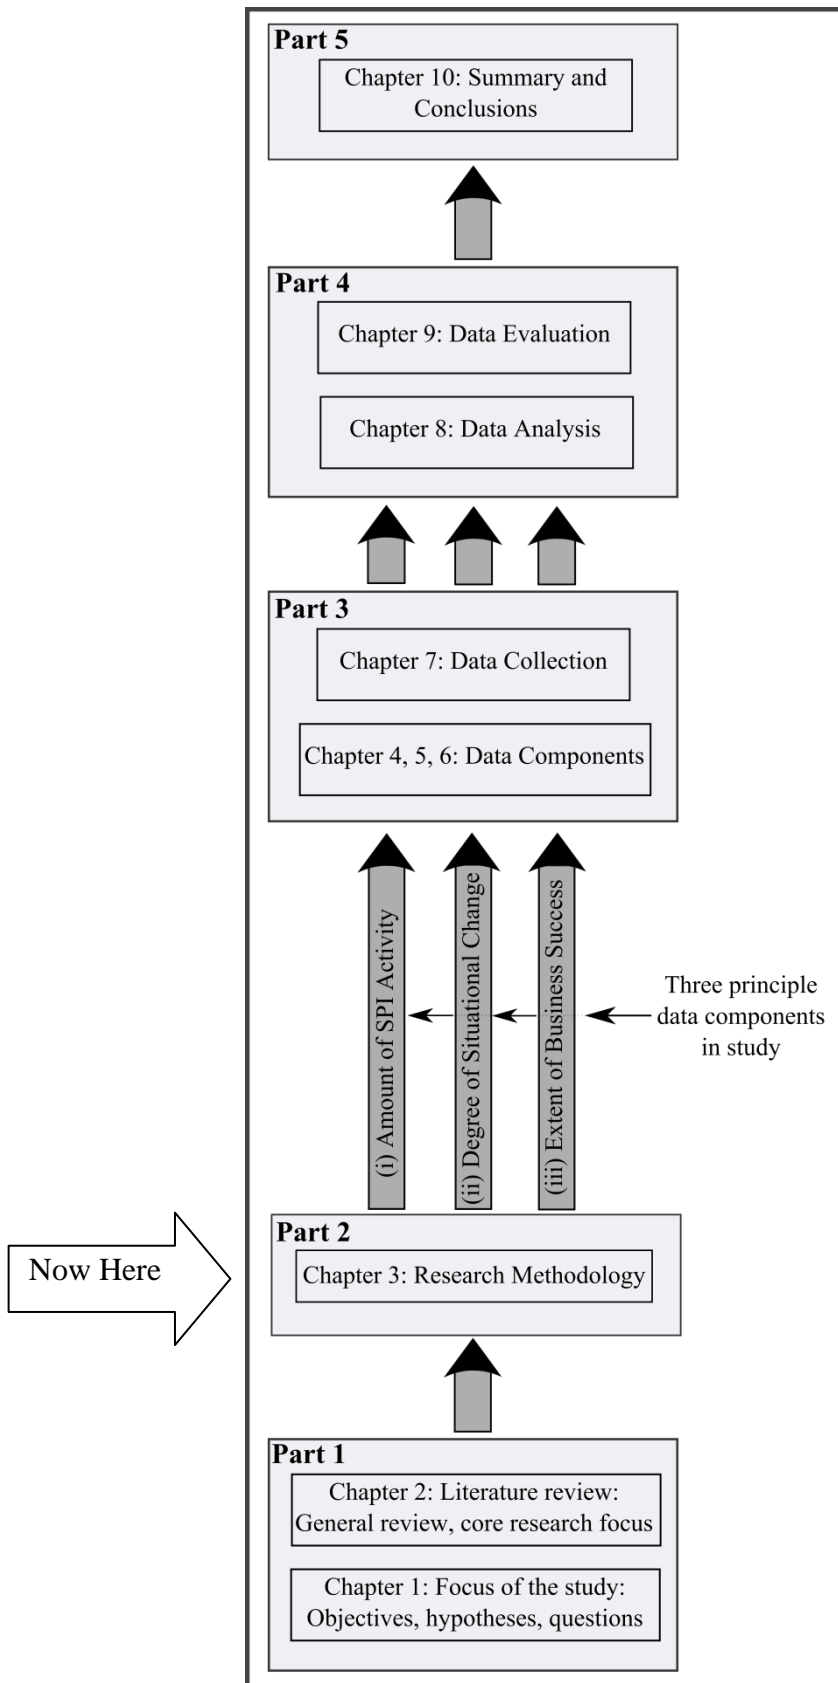 Part 5
Chapter 10: Summary and
Conclusions
Part 4
Chapter 9: Data Evaluation
Chapter 8: Data Analysis
Part 3
Chapter 7: Data Collection
Chapter 4, 5, 6: Data Components
(i) Amount of SPI Activity
(ii) Degree of Situational Change
(iii) Extent of Business Success
Three principle
data components
in study
Part 2
Now Here
Chapter 3: Research Methodology
Part 1
Chapter 2: Literature review:
General review, core research focus
Chapter 1: Focus of the study:
Objectives, hypotheses, questions